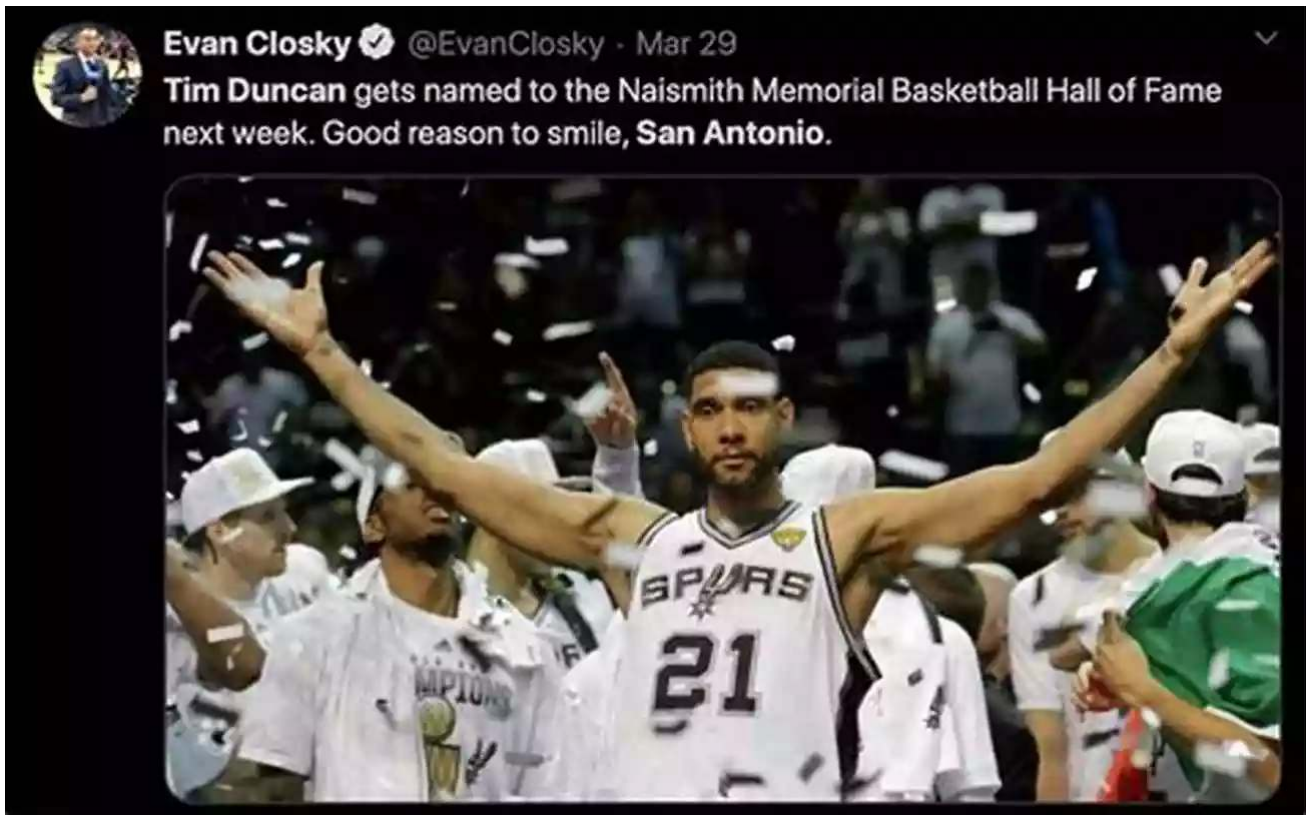 Evan Closky @EvanClosky · Mar 29
Tim Duncan gets named to the Naismith Memorial Basketball Hall of Fame
next week. Good reason to smile, San Antonio.
SPURS
21